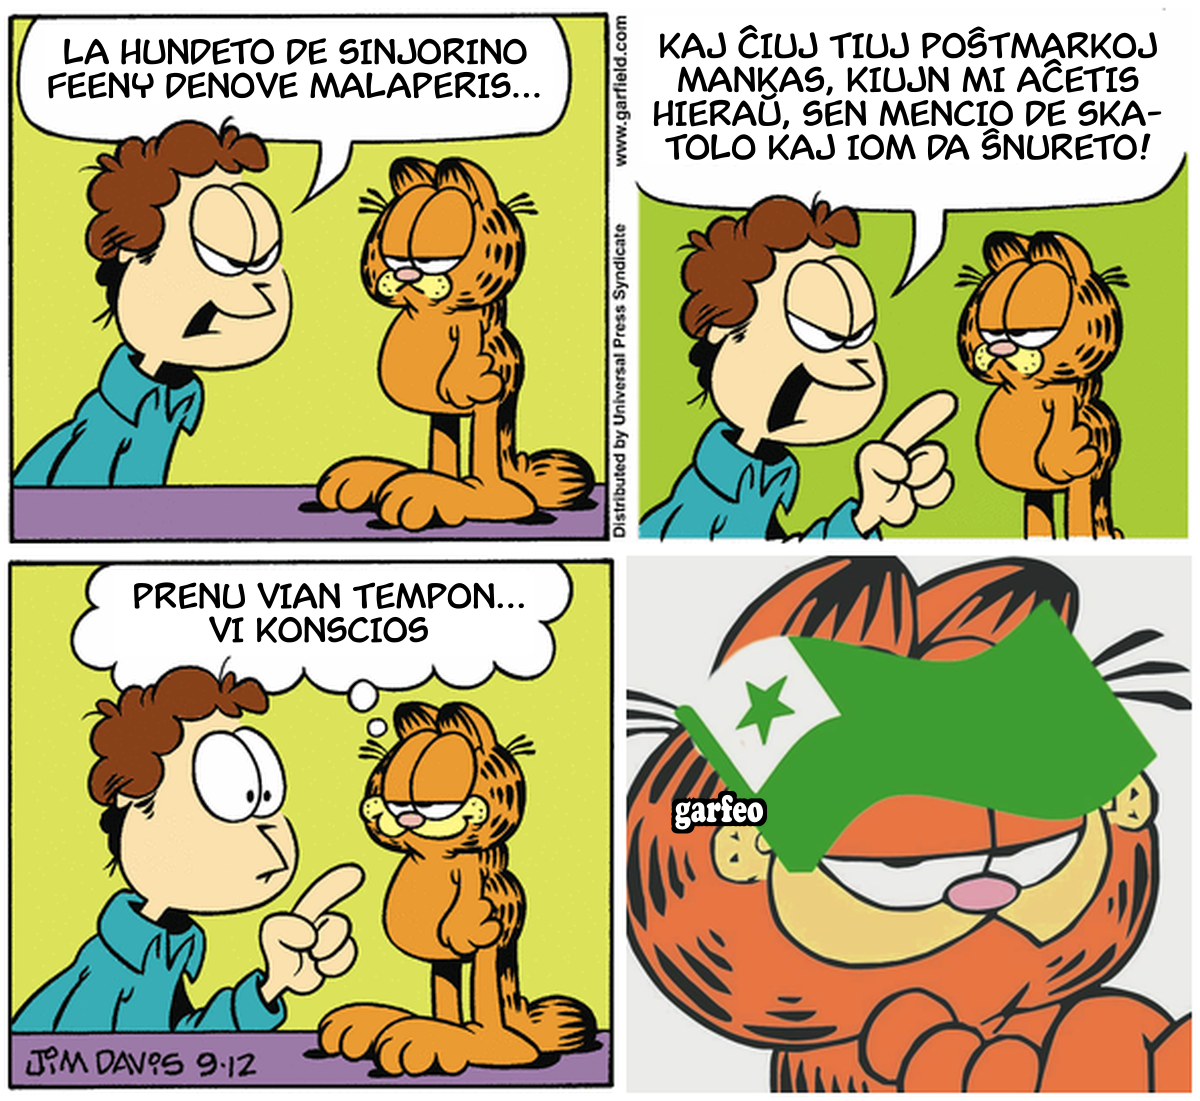 LA HUNDETO DE SINJORINO
FEENY DENOVE MALAPERIS...
www.garfield.com
Distributed by Universal Press Syndicate
KAJ ĈIUJ TIUJ POŜTMARKOJ
MANKAS, KIUJN MI AĈETIS
HIERAŬ, SEN MENCIO DE SKA-
TOLO KAJ IOM DA ŜNURETO!
PRENU VIAN TEMPON...
VI KONSCIOS
JIM DAVIS 9·12
garfeo